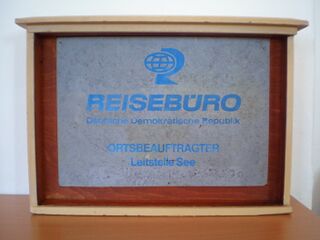 REISEBÜRO
Deutsche Demokratische Republik
ORTSBEAUFTRAGTER
Leitstelle See